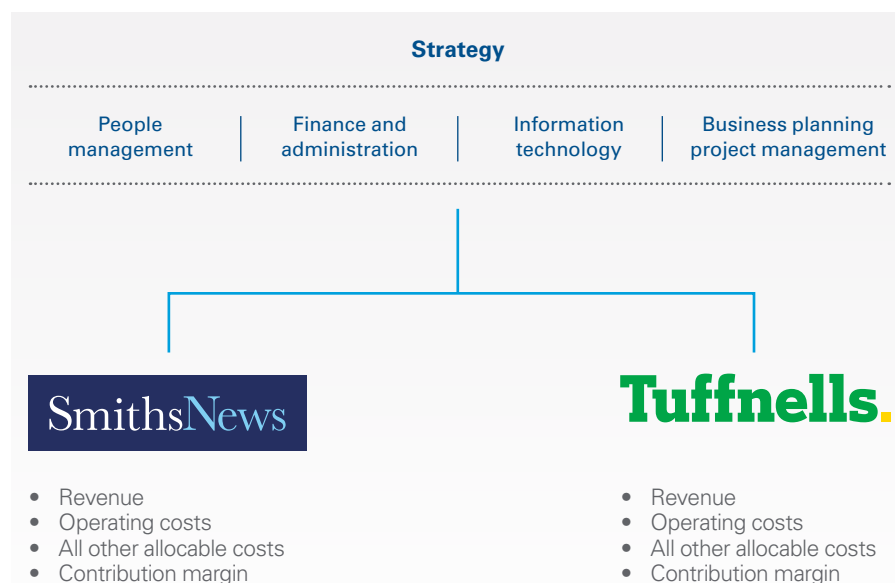 Strategy
People
management
Finance and
administration
Information
technology
Business planning
project management
SmithsNews
Tuffnells.
• Revenue
• Operating costs
• All other allocable costs
• Contribution margin
• Revenue
• Operating costs
• All other allocable costs
• Contribution margin